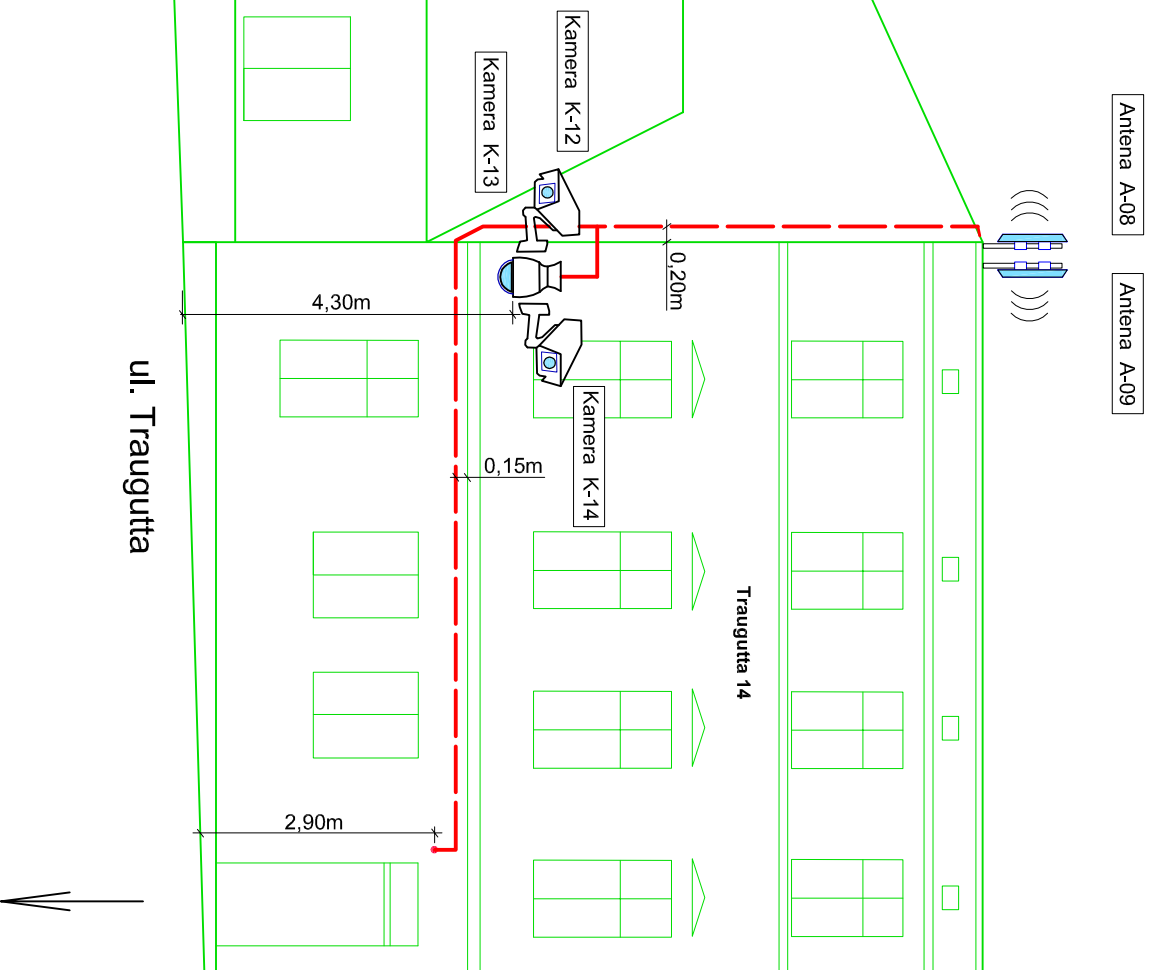 Antena A-08
Antena A-09
Kamera K-12
Kamera K-13
0,20m
4,30m
Kamera K-14
0,15m
ul. Traugutta
Traugutta 14
2,90m